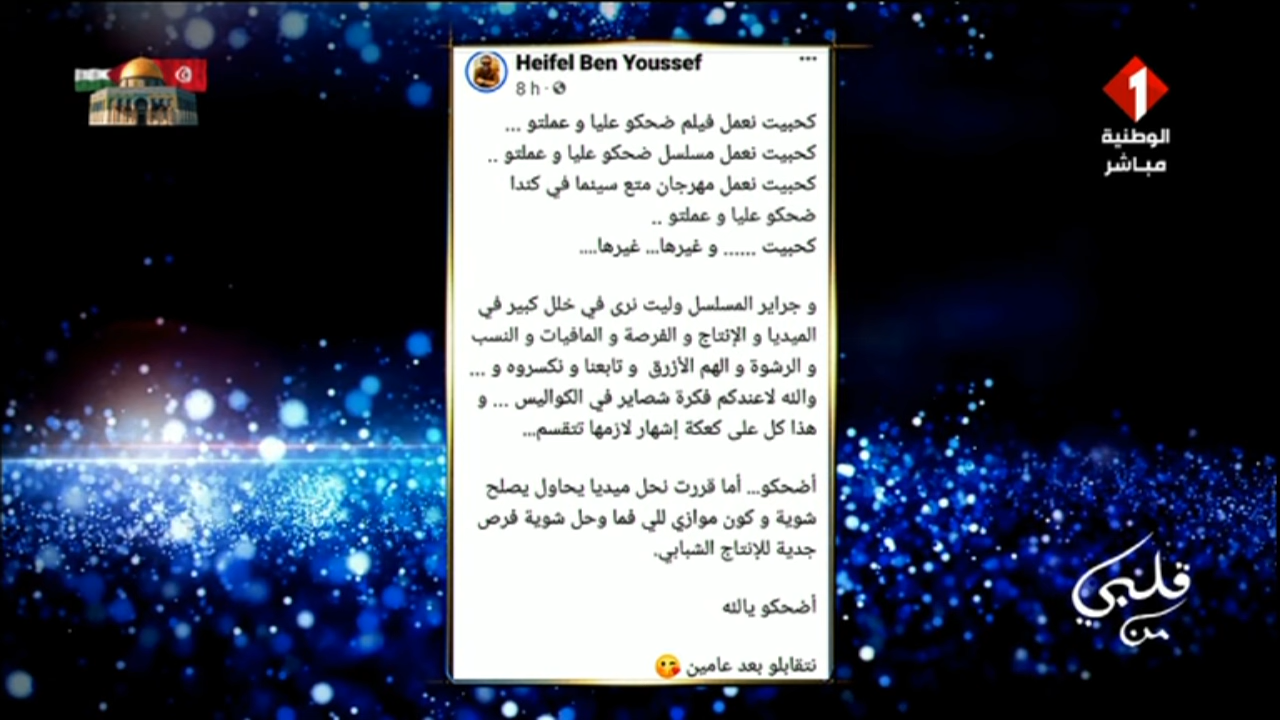 Heifel Ben Youssef
8 h
كحبيت نعمل فيلم ضحكو عليا و عملتو ...
كحبيت نعمل مسلسل ضحكو عليا و عملتو ..
كحبيت نعمل مهرجان متع سينما في كندا
ضحكو عليا و عملتو ..
كحبيت ...... و غيرها... غيرها....
و جراير المسلسل وليت نرى في خلل كبير في
الميديا و الإنتاج و الفرصة و المافيات و النسب
و الرشوة و الهم الأزرق و تابعنا و نكسروه و ...
والله لاعندكم فكرة شصاير في الكواليس ... و
هذا كل على كعكة إشهار لازمها تتقسم...
أضحكو... أما قررت نحل ميديا يحاول يصلح
شوية و كون موازي للي فما وحل شوية فرص
جدية للإنتاج الشبابي.
أضحكو يالله
نتقابلو بعد عامين 😘
1
الوطنية
مباشر
من قلبي